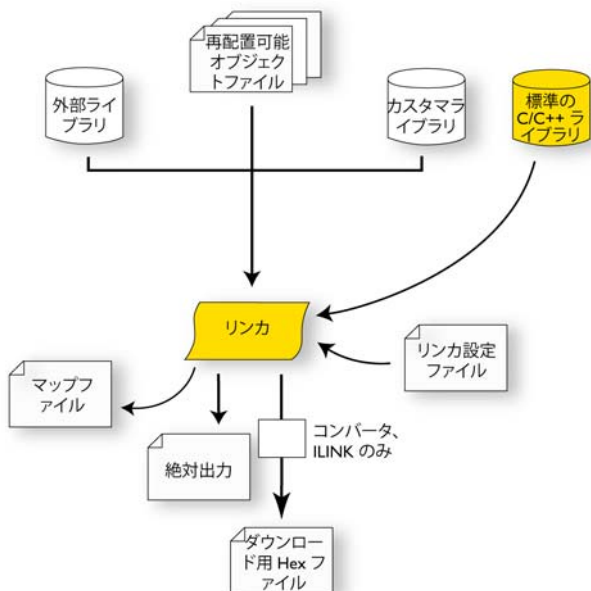 再配置可能
オブジェク
トファイル
外部ライ
ブラリ
カスタマラ
イブラリ
標準の
C/C++ ラ
イブラリ
リンカ
リンカ設定
ファイル
マップフ
ァイル
コンバータ、
ILINK のみ
絶対出力
ダウンロー
ド用 Hex フ
ァイル